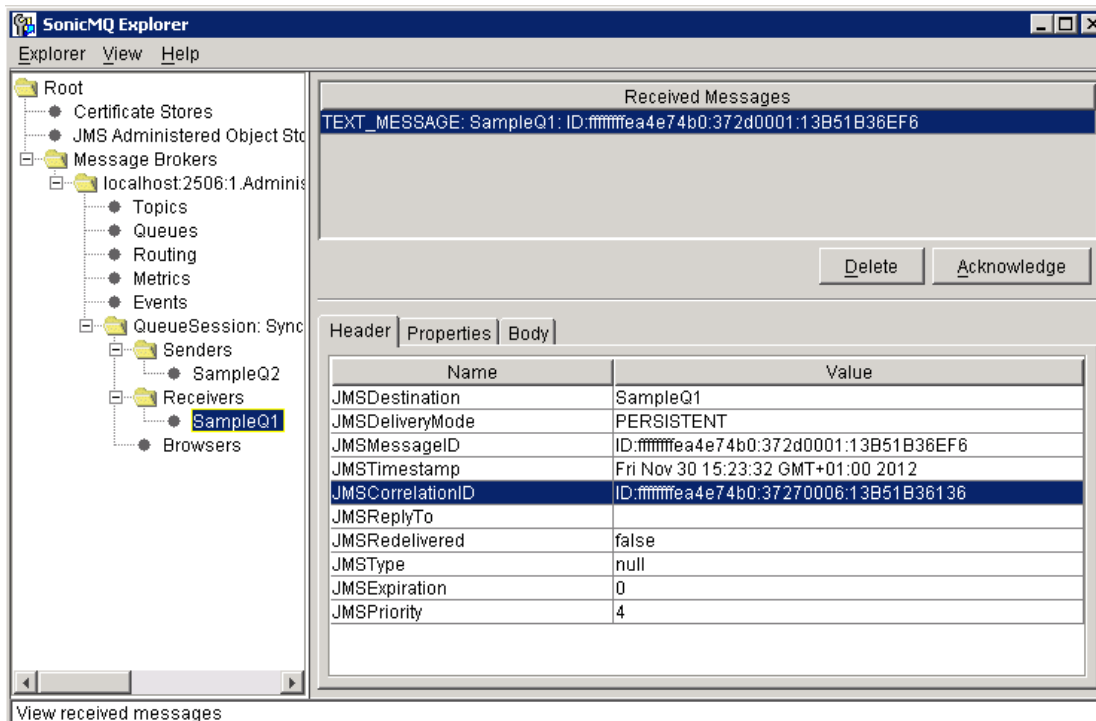 SonicMQ Explorer
Explorer View Help
Root
Certificate Stores
JMS Administered Object Sto
Message Brokers
localhost:2506:1.Adminis
Topics
Queues
Routing
Metrics
Events
QueueSession: Sync
Senders
SampleQ2
Receivers
SampleQ1
Browsers
Received Messages
TEXT_MESSAGE: SampleQ1: ID:ffffffffea4e74b0:372d0001:13B51B36EF6
Delete Acknowledge
Header Properties Body
Name Value
JMSDestination SampleQ1
JMSDeliveryMode PERSISTENT
JMSMessageID ID:ffffffffea4e74b0:372d0001:13B51B36EF6
JMSTimestamp Fri Nov 30 15:23:32 GMT+01:00 2012
JMSCorrelationID ID:ffffffffea4e74b0:37270006:13B51B36136
JMSReplyTo
JMSRedelivered false
JMSType null
JMSExpiration 0
JMSPriority 4
View received messages